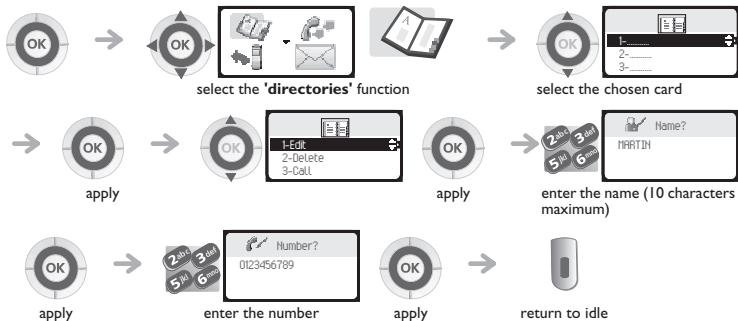 OK
OK
A
1-.........
2-.........
3-.........
OK
select the 'directories' function
select the chosen card
OK
OK
1-Edit
2-Delete
3-Call
OK
2abc 3def
5jkl 6mno
Name?
MARTIN
apply
apply
enter the name (10 characters
maximum)
OK
2abc 3def
5jkl 6mno
Number?
0123456789
OK
apply
enter the number
apply
return to idle